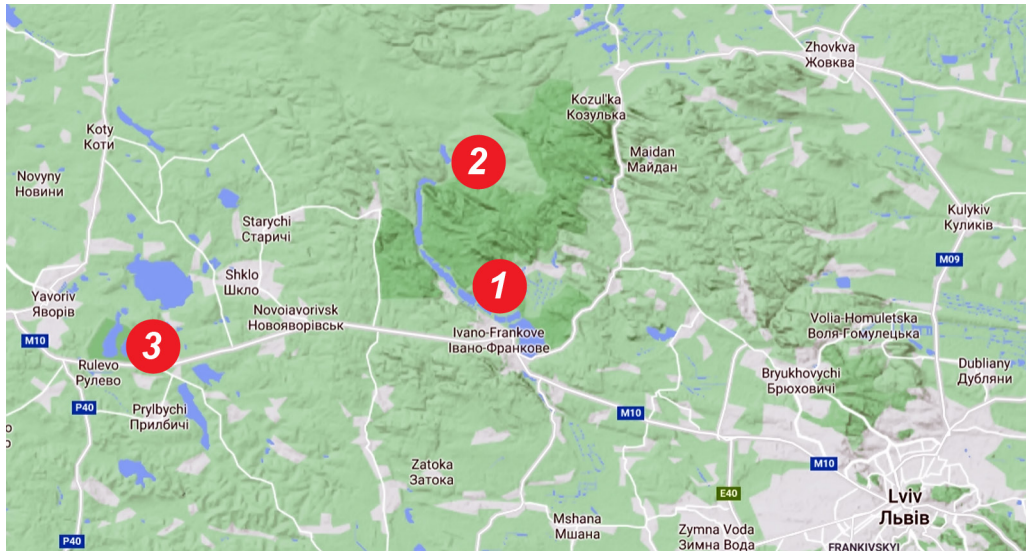 Zhovkva
Жовква
Kozul'ka
Козулька
Koty
Коти
Maidan
Майдан
2
Novyny
Новини
Starychi
Старичі
Kulykiv
Куликів
M09
Shklo
Шкло
1
Yavoriv
Яворів
Novoiavorivsk
Новояворівськ
Volia-Homuletska
Воля-Гомулецька
Ivano-Frankove
Івано-Франкове
M10
3
Rulevo
Рулево
Dubliany
Дубляни
Bryukhovychi
Брюховичі
P40
Prylbychi
Прилбичі
M10
о
M10
Zatoka
Затока
E40
Lviv
Львів
Mshana
Мшана
Zymna Voda
Зимна Вода
P40
FRANKIVSKYI